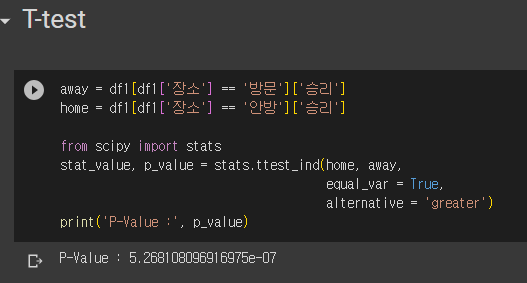 T-test
away = df1[df1['장소'] == '방문']['승리']
home = df1[df1['장소'] == '안방']['승리']
from scipy import stats
stat_value, p_value = stats.ttest_ind(home, away,
equal_var = True,
alternative = 'greater')
print('P-Value :', p_value)
P-Value : 5.268108096916975e-07